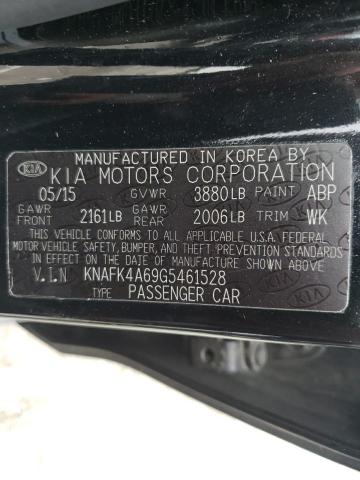 MANUFACTURED IN KOREA BY
KIA KIA MOTORS CORPORATION
05/15 GVWR 3880LB PAINT ABP
GAWR FRONT 2161LB GAWR REAR 2006LB TRIM WK
THIS VEHICLE CONFORMS TO ALL APPLICABLE U.S.A. FEDERAL
MOTOR VEHICLE SAFETY, BUMPER, AND THEFT PREVENTION STANDARDS
IN EFFECT ON THE DATE OF MANUFACTURE SHOWN ABOVE.
V.I.N KNAFK4A69G5461528
TYPE PASSENGER CAR